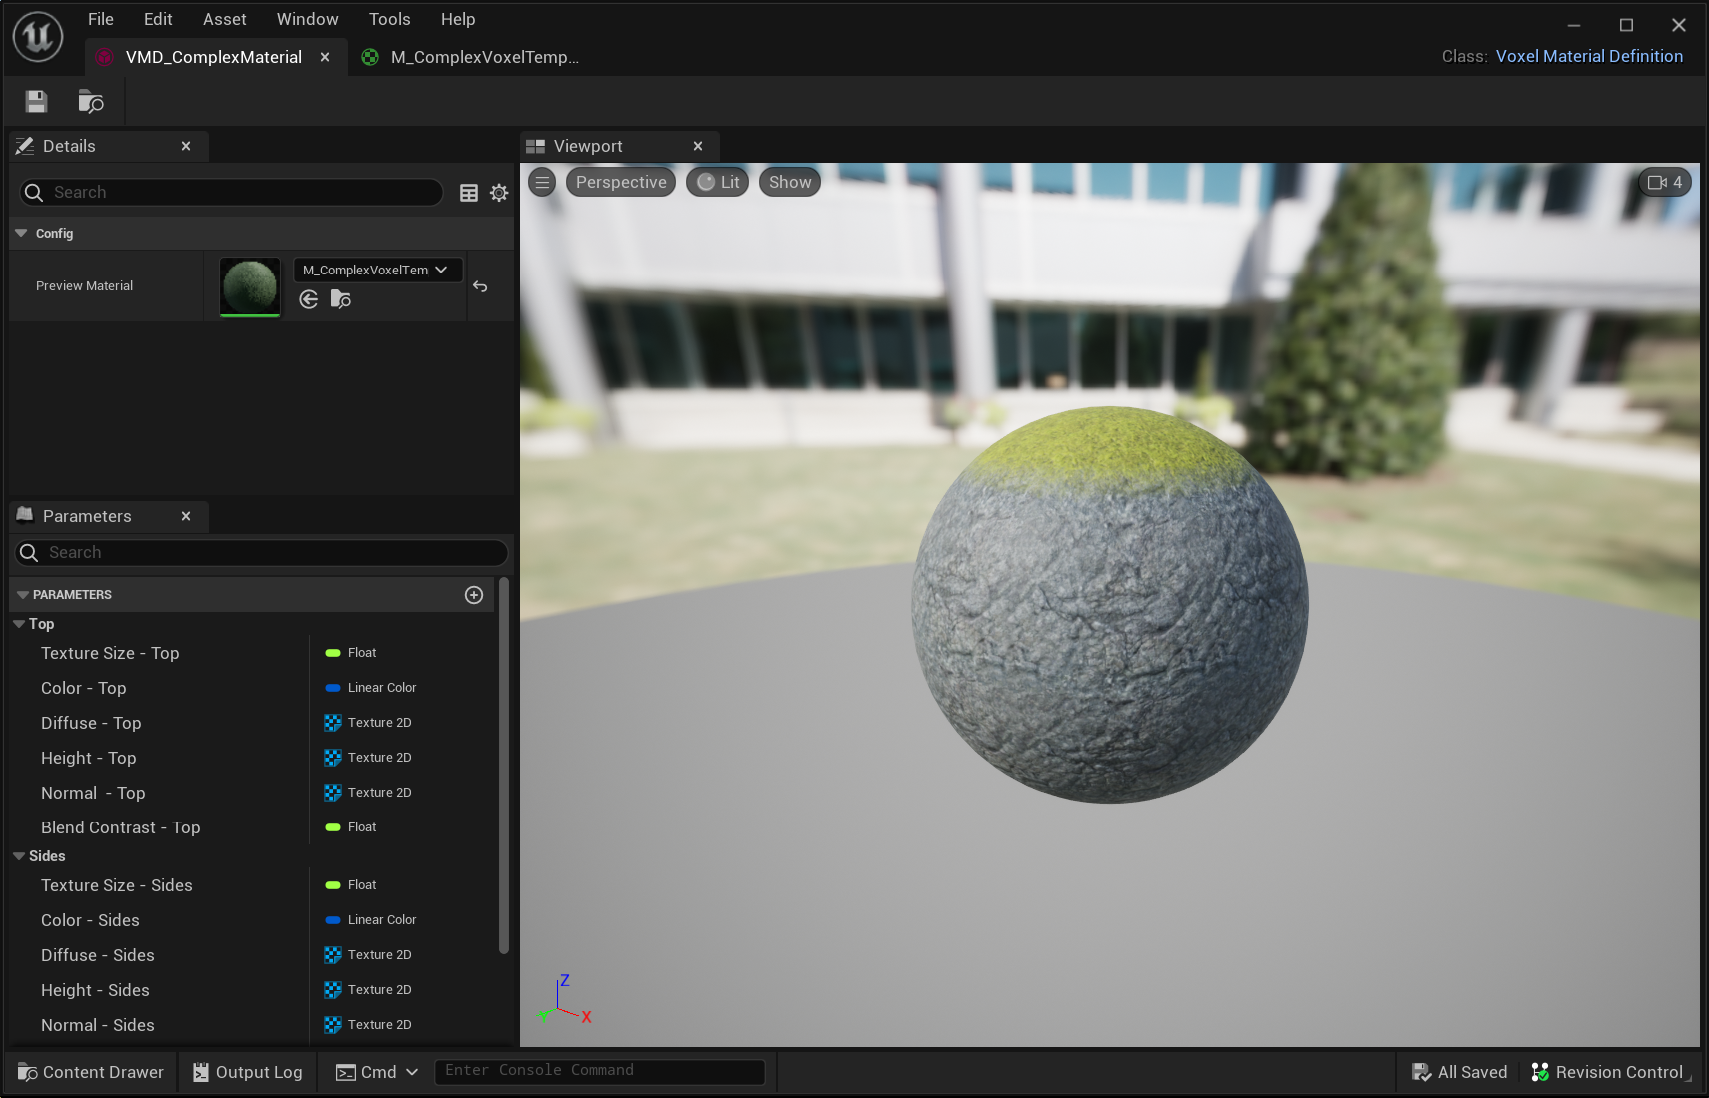 File Edit Asset Window Tools Help
VMD_ComplexMaterial
M_ComplexVoxelTemp...
Class: Voxel Material Definition
Details
Search
Config
Preview Material
M_ComplexVoxelTem
Parameters
Search
PARAMETERS
Top
Texture Size - Top Float
Color - Top Linear Color
Diffuse - Top Texture 2D
Height - Top Texture 2D
Normal - Top Texture 2D
Blend Contrast - Top Float
Sides
Texture Size - Sides Float
Color - Sides Linear Color
Diffuse - Sides Texture 2D
Height - Sides Texture 2D
Normal - Sides Texture 2D
Viewport
Perspective Lit Show 4
Z
Y X
Content Drawer Output Log Cmd Enter Console Command All Saved Revision Control